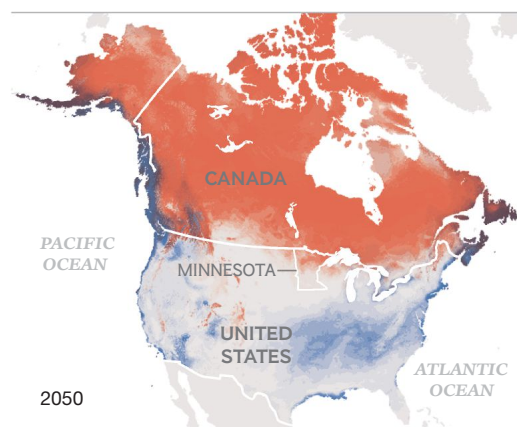 CANADA
PACIFIC
OCEAN
MINNESOTA
UNITED
STATES
ATLANTIC
OCEAN
2050